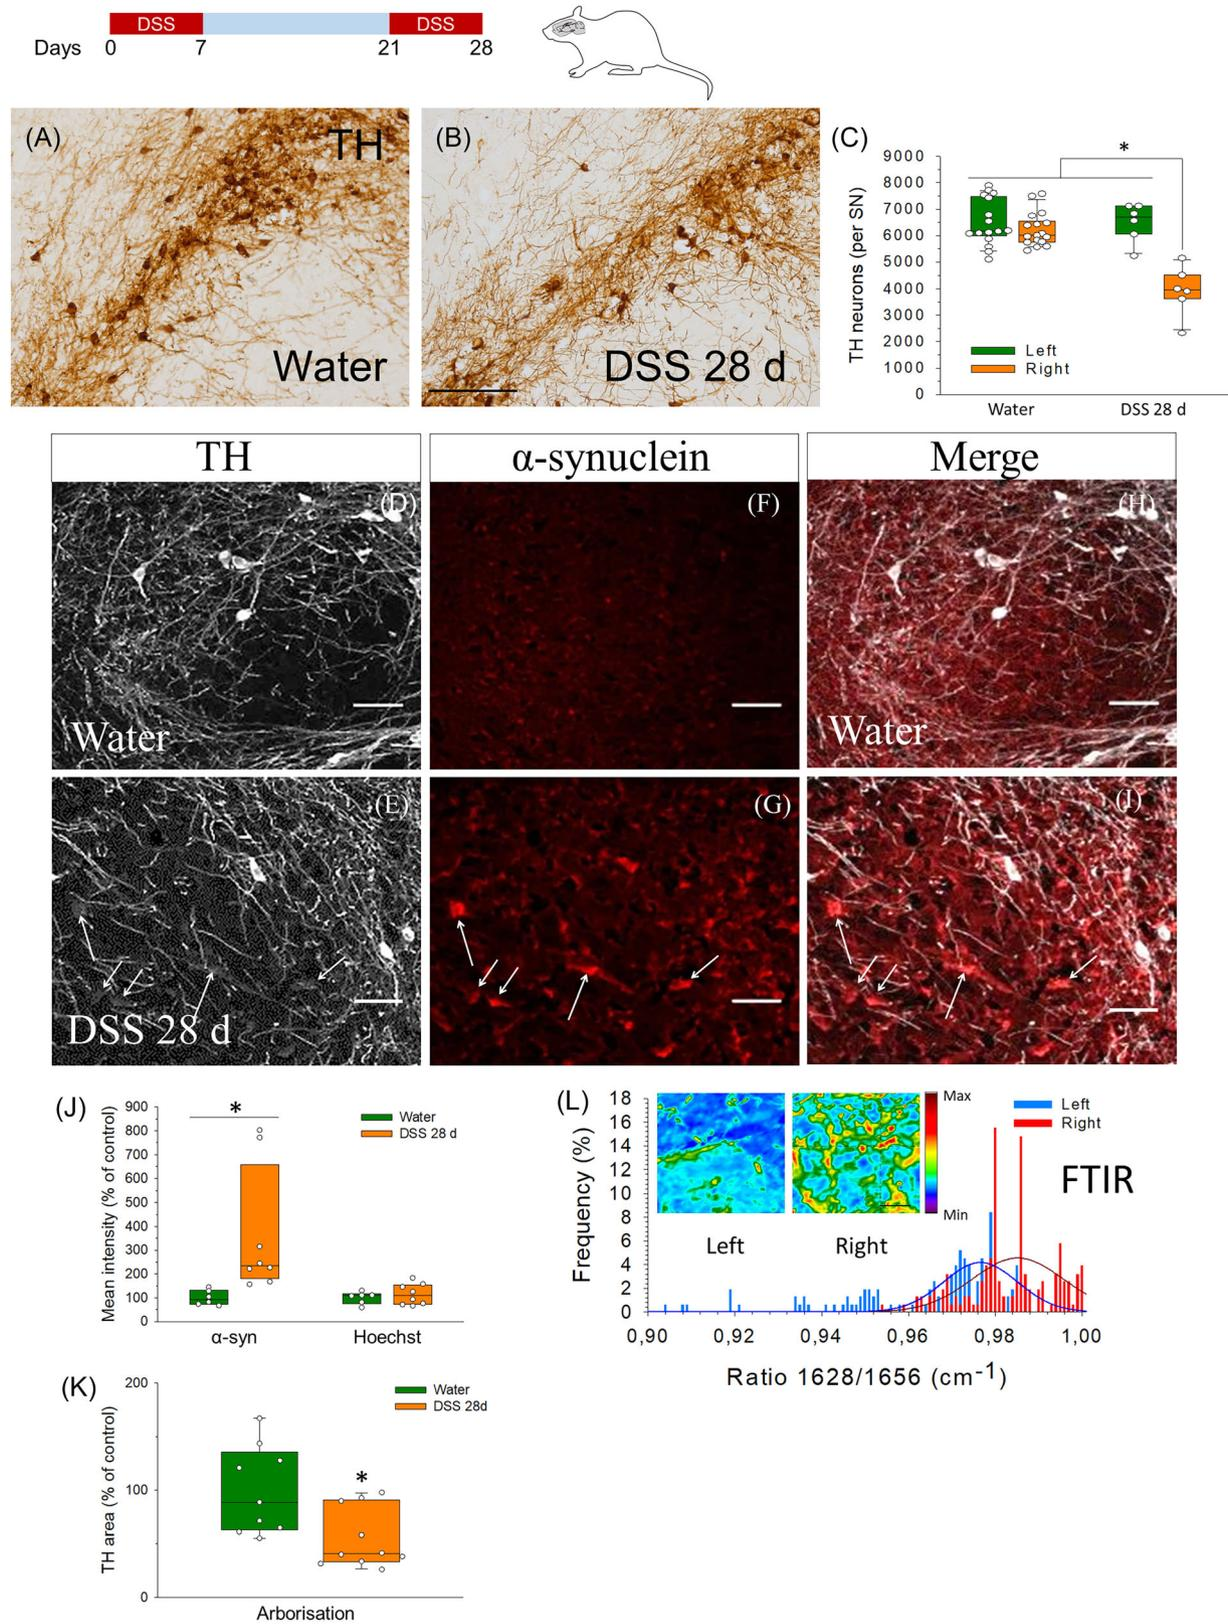 DSS DSS
Days 0 7 21 28
(A) TH
Water
(B)
DSS 28 d
(C)
TH neurons (per SN)
9000
8000
7000
6000
5000
4000
3000
2000
1000
0
*
Left
Right
Water DSS 28 d
TH α-synuclein Merge
(D) (F) (H)
Water Water
(E) (G) (I)
DSS 28 d
(J)
Mean intensity (% of control)
900
800
700
600
500
400
300
200
100
0
*
Water
DSS 28 d
α-syn Hoechst
(K)
TH area (% of control)
200
100
0
Water
DSS 28d
*
Arborisation
(L)
Frequency (%)
18
16
14
12
10
8
6
4
2
0
Max
Min
Left
Right
FTIR
Left Right
0,90 0,92 0,94 0,96 0,98 1,00
Ratio 1628/1656 (cm-1)